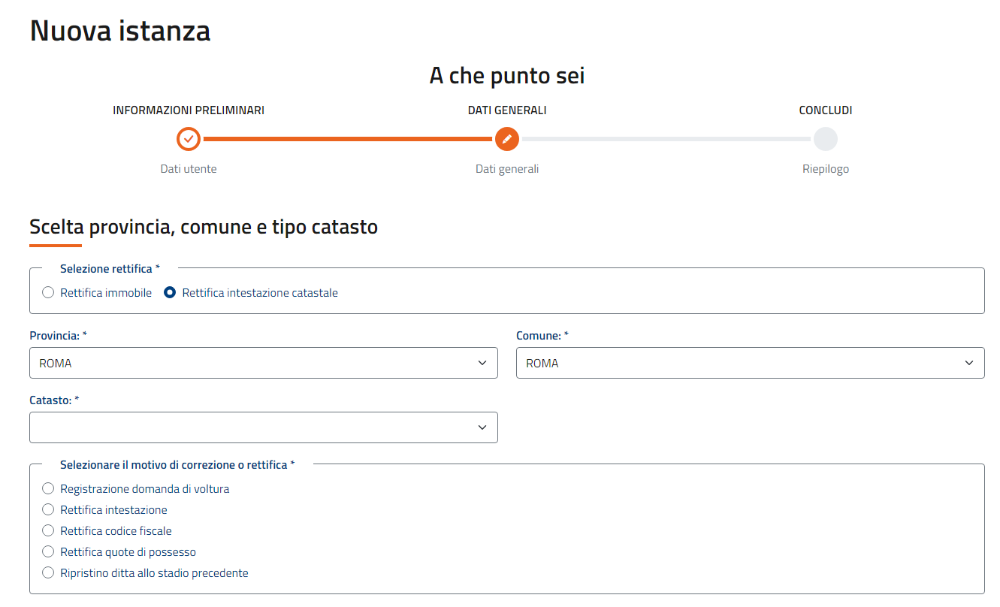 Nuova istanza
A che punto sei
INFORMAZIONI PRELIMINARI
DATI GENERALI
CONCLUDI
Dati utente
Dati generali
Riepilogo
Scelta provincia, comune e tipo catasto
Selezione rettifica *
Rettifica immobile
Rettifica intestazione catastale
Provincia: *
Comune: *
ROMA
ROMA
Catasto: *
Selezionare il motivo di correzione o rettifica *
Registrazione domanda di voltura
Rettifica intestazione
Rettifica codice fiscale
Rettifica quote di possesso
Ripristino ditta allo stadio precedente